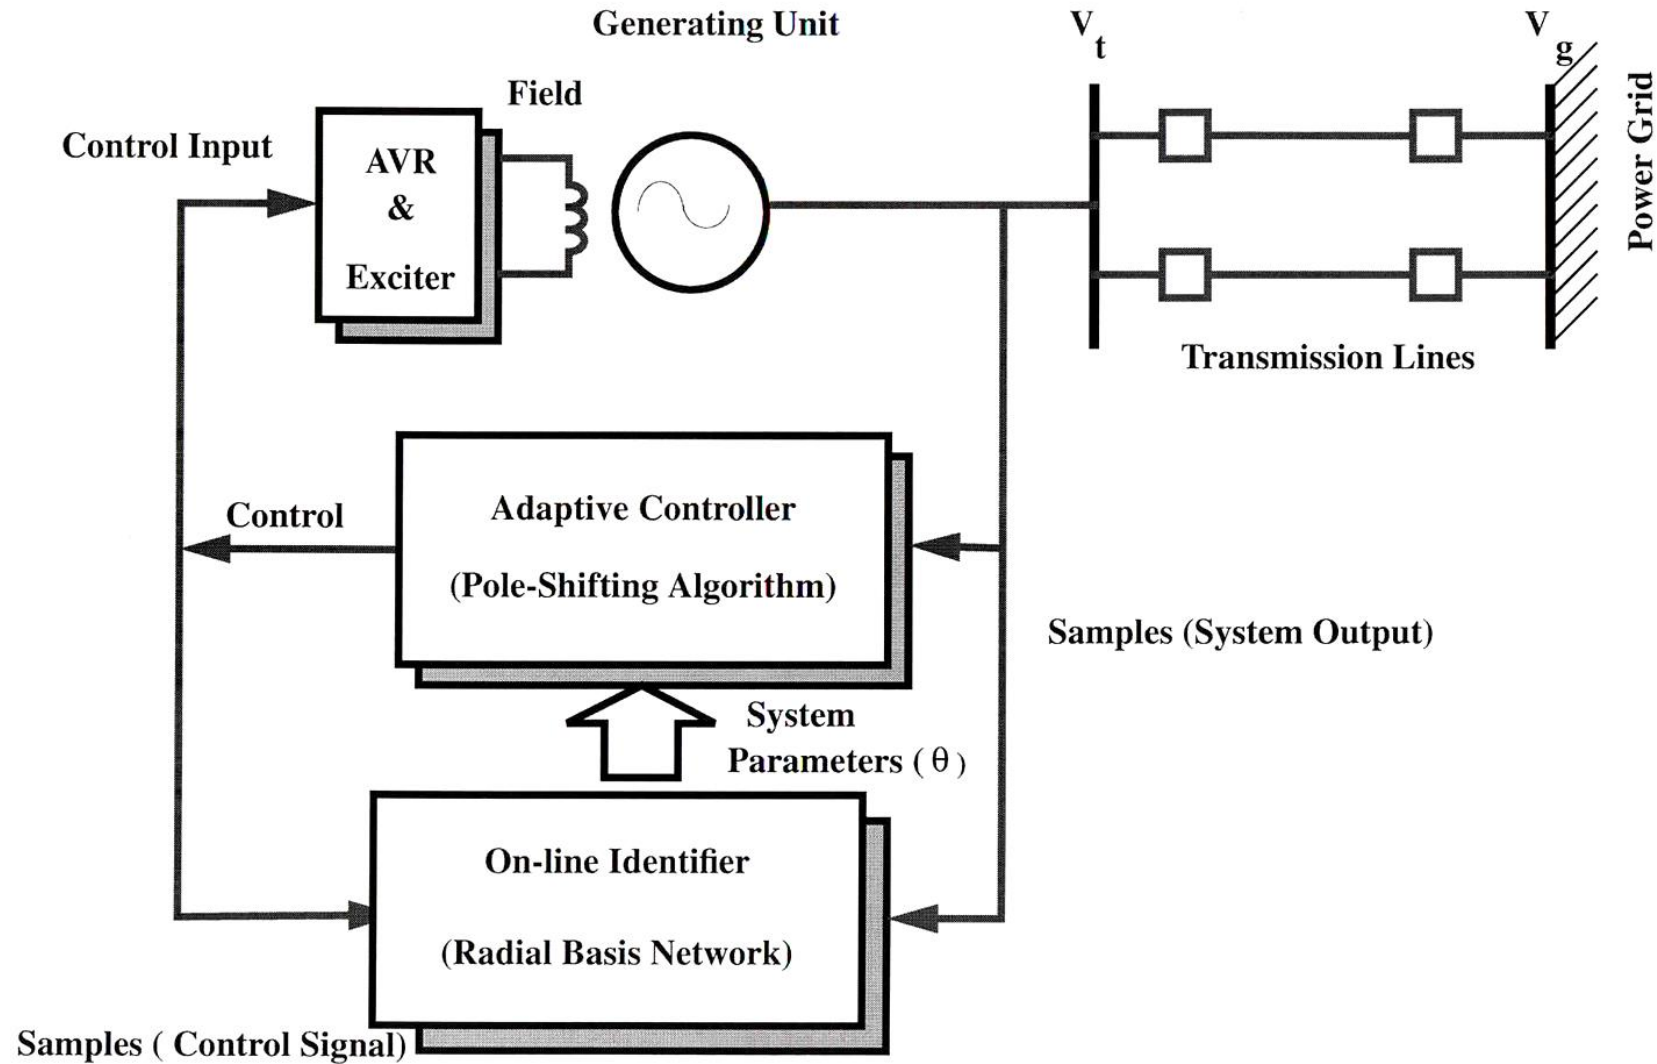 Generating Unit
V
t
V
g
Field
Power Grid
Control Input
AVR
&
Exciter
Transmission Lines
Control
Adaptive Controller
(Pole-Shifting Algorithm)
Samples (System Output)
System
Parameters ( θ )
On-line Identifier
(Radial Basis Network)
Samples ( Control Signal)